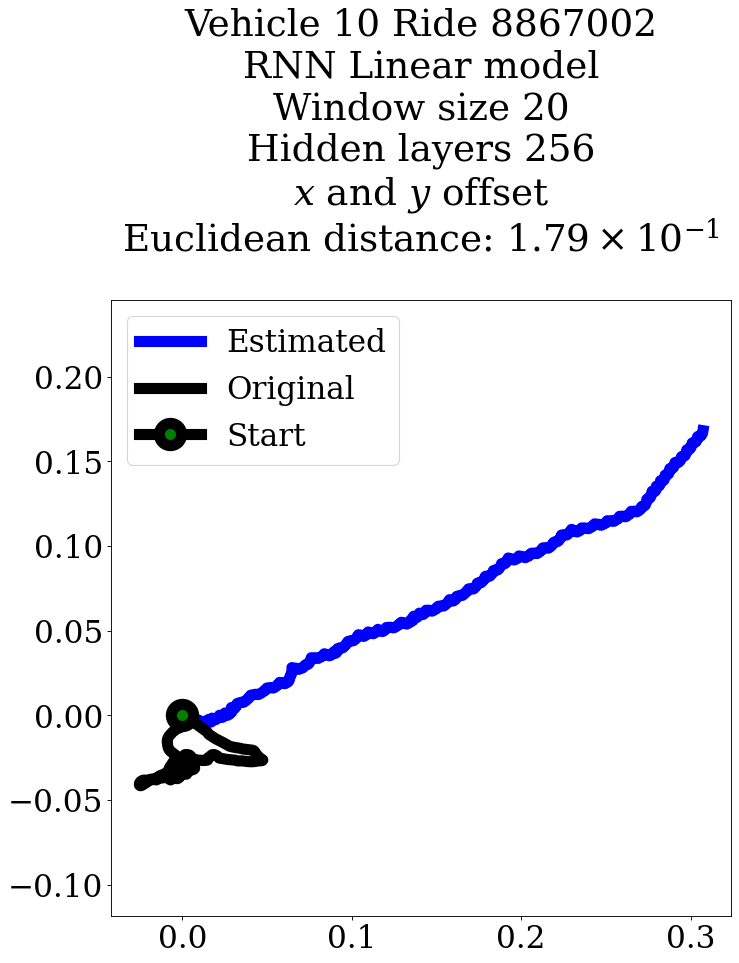 Vehicle 10 Ride 8867002
RNN Linear model
Window size 20
Hidden layers 256
x and y offset
Euclidean distance: 1.79 × 10⁻¹
Estimated
Original
Start
0.20
0.15
0.10
0.05
0.00
−0.05
−0.10
0.0 0.1 0.2 0.3